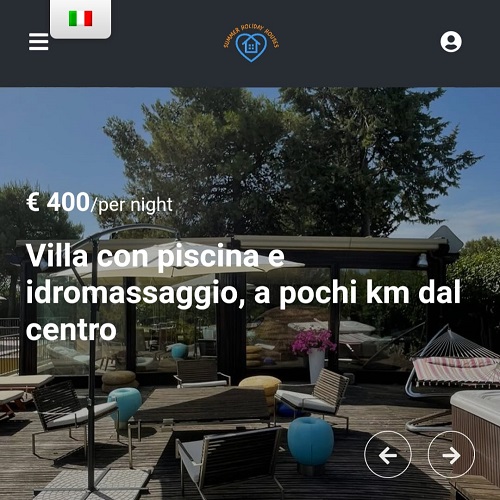 SUMMER HOLIDAY HOUSES
€ 400/per night
Villa con piscina e
idromassaggio, a pochi km dal
centro